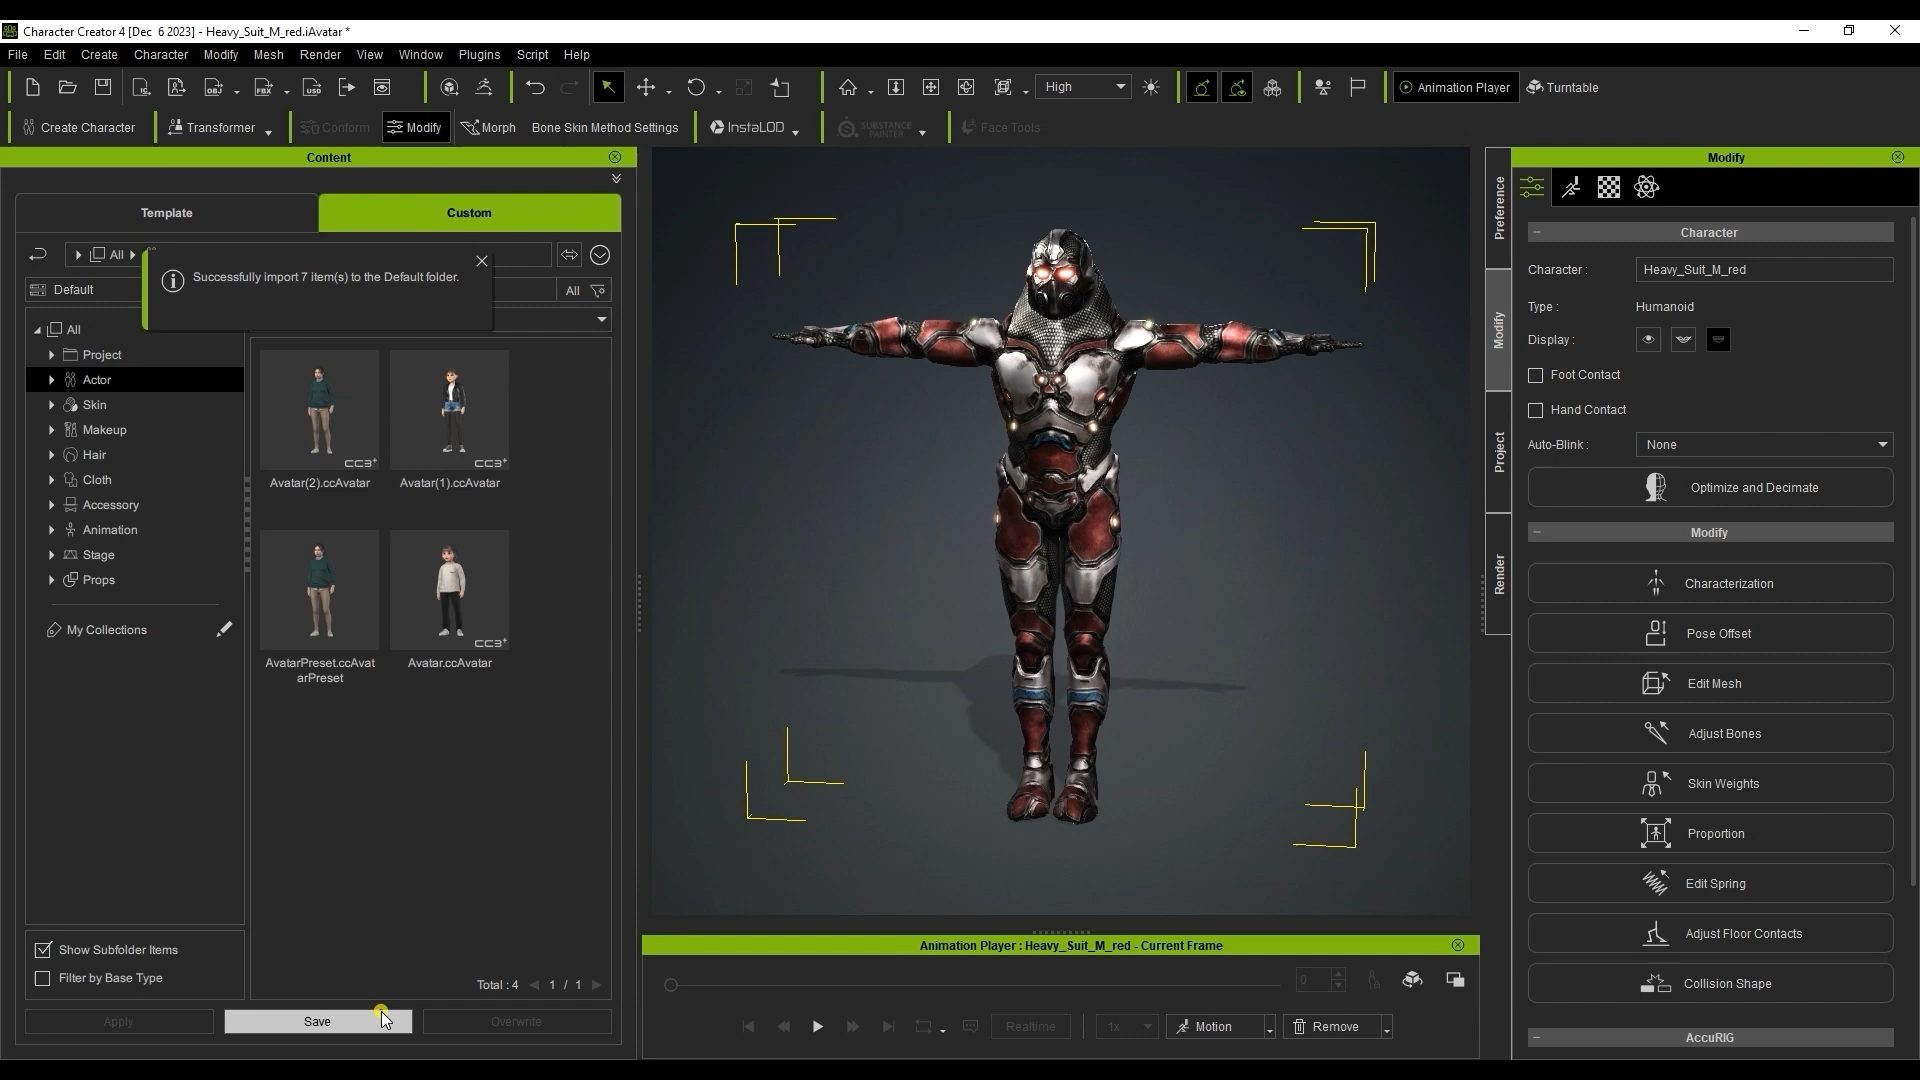 Character Creator 4 [Dec  6 2023] - Heavy_Suit_M_red.iAvatar *
File Edit Create Character Modify Mesh Render View Window Plugins Script Help
High Animation Player Turntable
Create Character Transformer Conform Modify Morph Bone Skin Method Settings InstaLOD SUBSTANCE PAINTER Face Tools
Content
Template Custom
All
Successfully import 7 item(s) to the Default folder.
Default All
All
Project
Actor
Skin
Makeup
Hair
Cloth
Accessory
Animation
Stage
Props
My Collections
CC3+ CC3+
Avatar(2).ccAvatar Avatar(1).ccAvatar
CC3+
AvatarPreset.ccAvat
arPreset
Avatar.ccAvatar
Show Subfolder Items
Filter by Base Type
Total : 4 1 / 1
Apply Save Overwrite
Animation Player : Heavy_Suit_M_red - Current Frame
0
Realtime 1x Motion Remove
Preference
Modify
Project
Render
Modify
Character
Character : Heavy_Suit_M_red
Type : Humanoid
Display :
Foot Contact
Hand Contact
Auto-Blink : None
Optimize and Decimate
Modify
Characterization
Pose Offset
Edit Mesh
Adjust Bones
Skin Weights
Proportion
Edit Spring
Adjust Floor Contacts
Collision Shape
AccuRIG